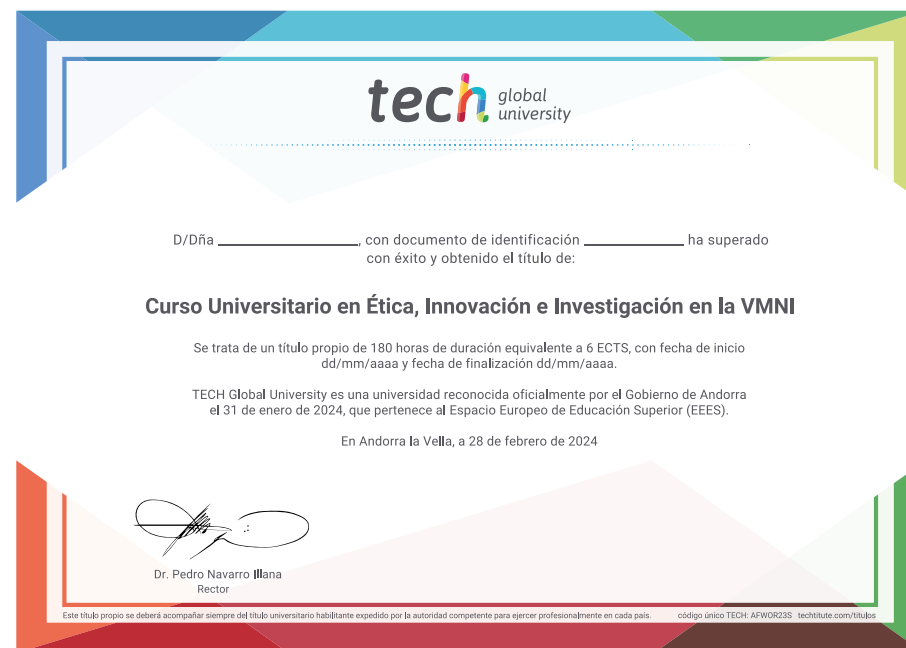 tech global university
D/Dña ____________________, con documento de identificación ______________ ha superado
con éxito y obtenido el título de:
Curso Universitario en Ética, Innovación e Investigación en la VMNI
Se trata de un título propio de 180 horas de duración equivalente a 6 ECTS, con fecha de inicio
dd/mm/aaaa y fecha de finalización dd/mm/aaaa.
TECH Global University es una universidad reconocida oficialmente por el Gobierno de Andorra
el 31 de enero de 2024, que pertenece al Espacio Europeo de Educación Superior (EEES).
En Andorra la Vella, a 28 de febrero de 2024
Dr. Pedro Navarro Illana
Rector
Este título propio se deberá acompañar siempre del título universitario habilitante expedido por la autoridad competente para ejercer profesionalmente en cada país. código único TECH: AFWOR23S techtitute.com/titulos